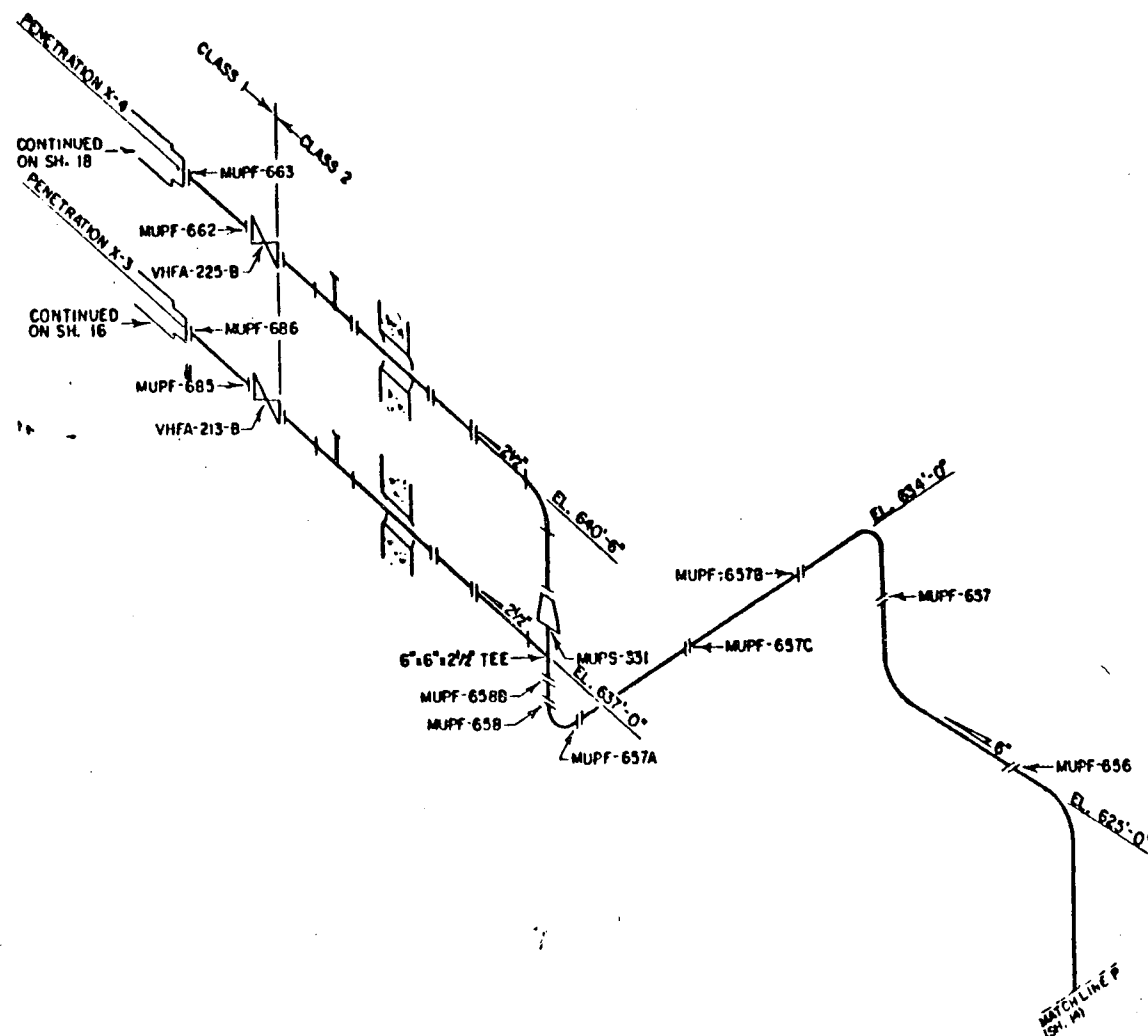 PENETRATION X-4
CLASS 1
CLASS 2
CONTINUED
ON SH. 18
MUPF-663
PENETRATION X-3
MUPF-662
VHFA-225-B
CONTINUED
ON SH. 16
MUPF-686
MUPF-685
VHFA-213-B
2½"
EL. 640'-6"
EL. 634'-0"
MUPF-657B
MUPF-657
2½"
MUPF-657C
6"x6"x2½" TEE
MUPS-331
EL. 637'-0"
MUPF-658B
MUPF-658
MUPF-657A
6"
MUPF-656
EL. 625'-0"
MATCH LINE P
(SH. 14)